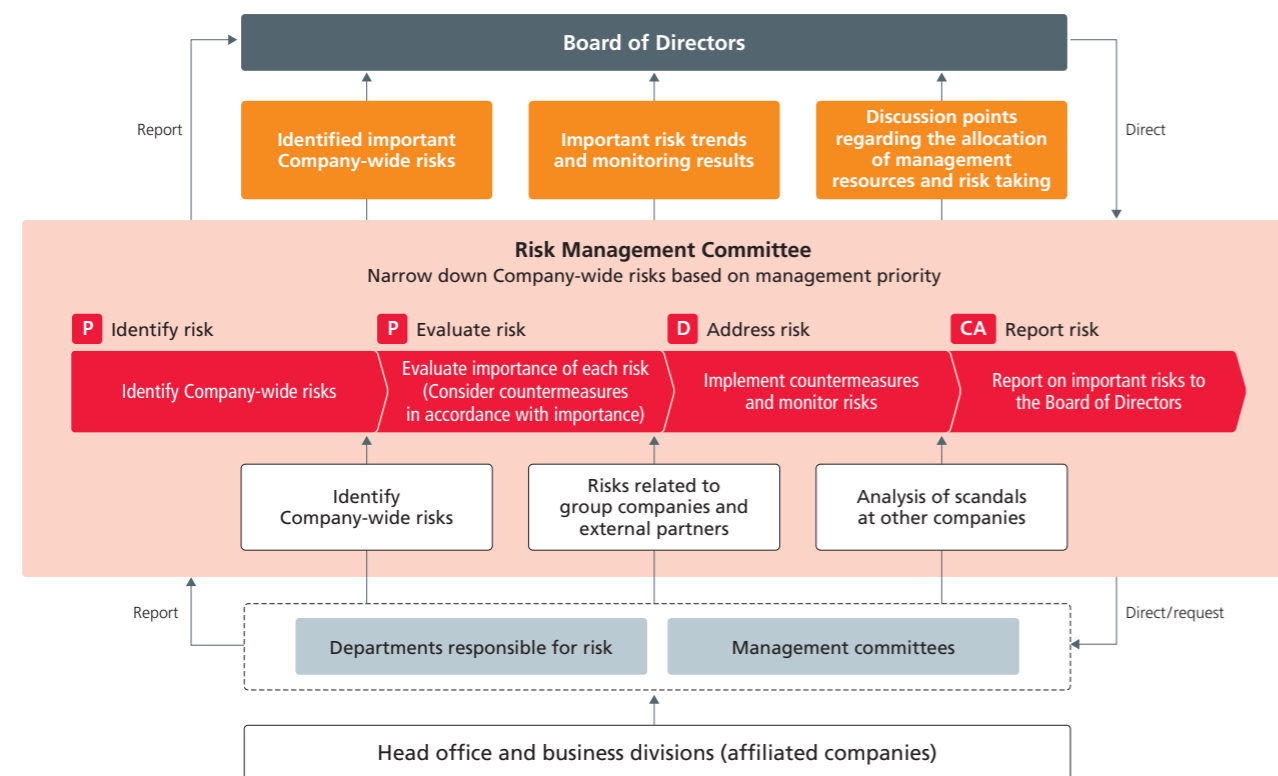 Board of Directors
Report
Direct
Identified important
Company-wide risks
Important risk trends
and monitoring results
Discussion points
regarding the allocation
of management
resources and risk taking
Risk Management Committee
Narrow down Company-wide risks based on management priority
P Identify risk
P Evaluate risk
D Address risk
CA Report risk
Identify Company-wide risks
Evaluate importance of each risk
(Consider countermeasures
in accordance with importance)
Implement countermeasures
and monitor risks
Report on important risks to
the Board of Directors
Identify
Company-wide risks
Risks related to
group companies and
external partners
Analysis of scandals
at other companies
Report
Direct/request
Departments responsible for risk
Management committees
Head office and business divisions (affiliated companies)